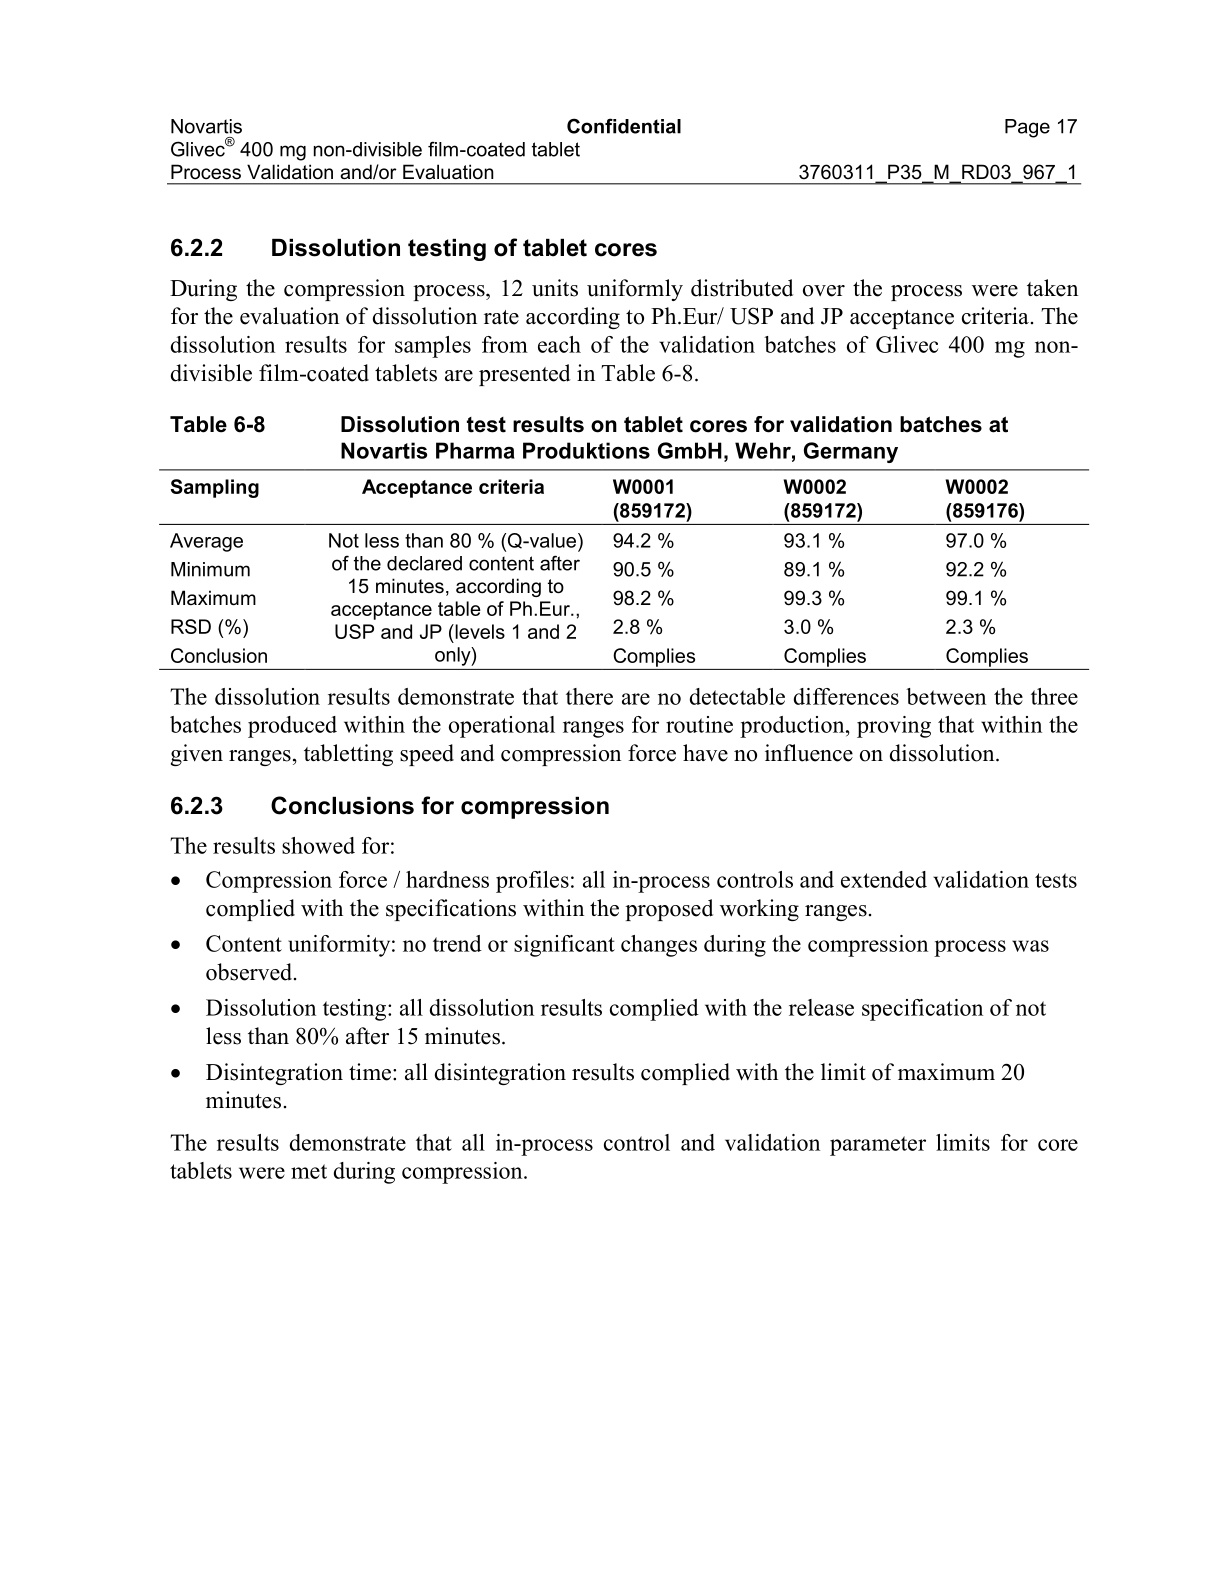 Novartis Confidential Page 17
Glivec® 400 mg non-divisible film-coated tablet
Process Validation and/or Evaluation 3760311_P35_M_RD03_967_1
6.2.2 Dissolution testing of tablet cores
During the compression process, 12 units uniformly distributed over the process were taken
for the evaluation of dissolution rate according to Ph.Eur/ USP and JP acceptance criteria. The
dissolution results for samples from each of the validation batches of Glivec 400 mg non-
divisible film-coated tablets are presented in Table 6-8.
Table 6-8 Dissolution test results on tablet cores for validation batches at
Novartis Pharma Produktions GmbH, Wehr, Germany
Sampling Acceptance criteria W0001 W0002 W0002
(859172) (859172) (859176)
Average Not less than 80 % (Q-value) 94.2 % 93.1 % 97.0 %
Minimum of the declared content after 90.5 % 89.1 % 92.2 %
15 minutes, according to
Maximum acceptance table of Ph.Eur., 98.2 % 99.3 % 99.1 %
RSD (%) USP and JP (levels 1 and 2 2.8 % 3.0 % 2.3 %
Conclusion only) Complies Complies Complies
The dissolution results demonstrate that there are no detectable differences between the three
batches produced within the operational ranges for routine production, proving that within the
given ranges, tabletting speed and compression force have no influence on dissolution.
6.2.3 Conclusions for compression
The results showed for:
• Compression force / hardness profiles: all in-process controls and extended validation tests
complied with the specifications within the proposed working ranges.
• Content uniformity: no trend or significant changes during the compression process was
observed.
• Dissolution testing: all dissolution results complied with the release specification of not
less than 80% after 15 minutes.
• Disintegration time: all disintegration results complied with the limit of maximum 20
minutes.
The results demonstrate that all in-process control and validation parameter limits for core
tablets were met during compression.